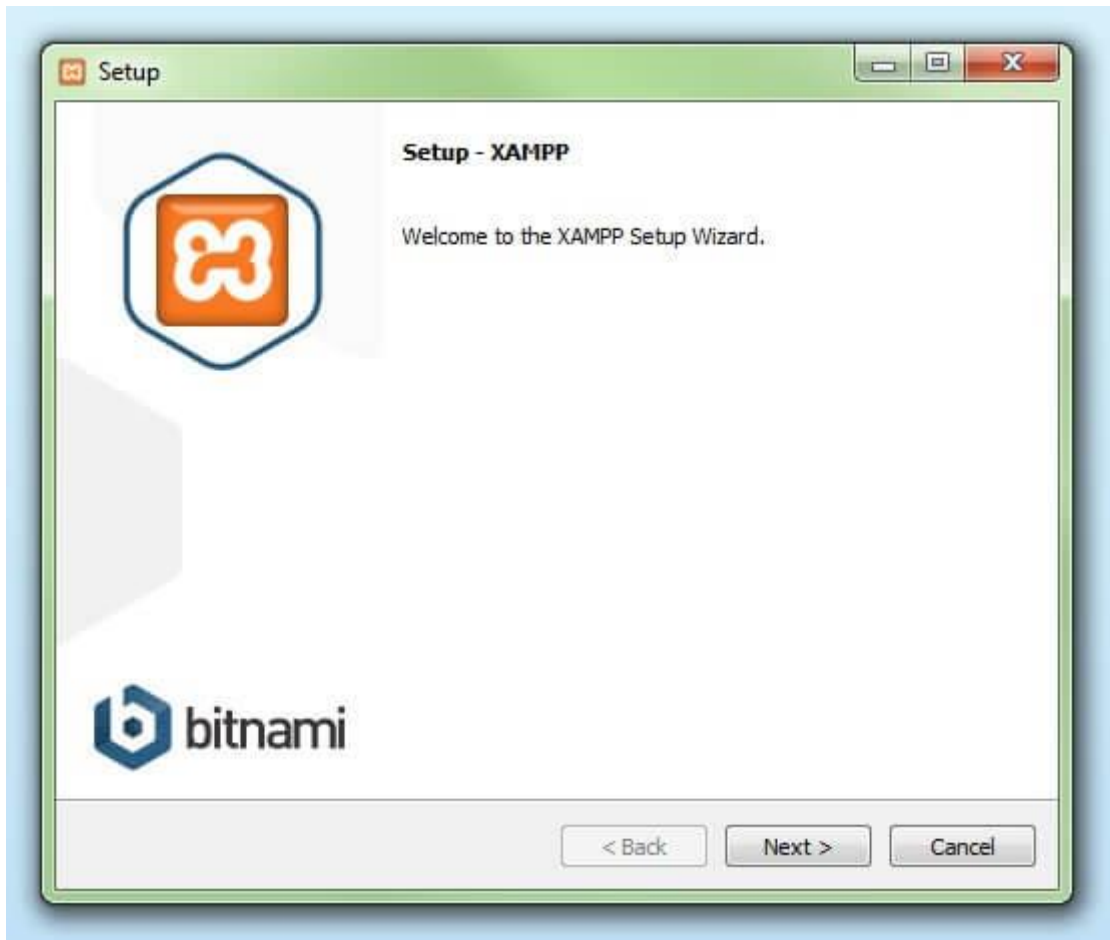 Setup
Setup - XAMPP
Welcome to the XAMPP Setup Wizard.
bitnami
< Back Next > Cancel